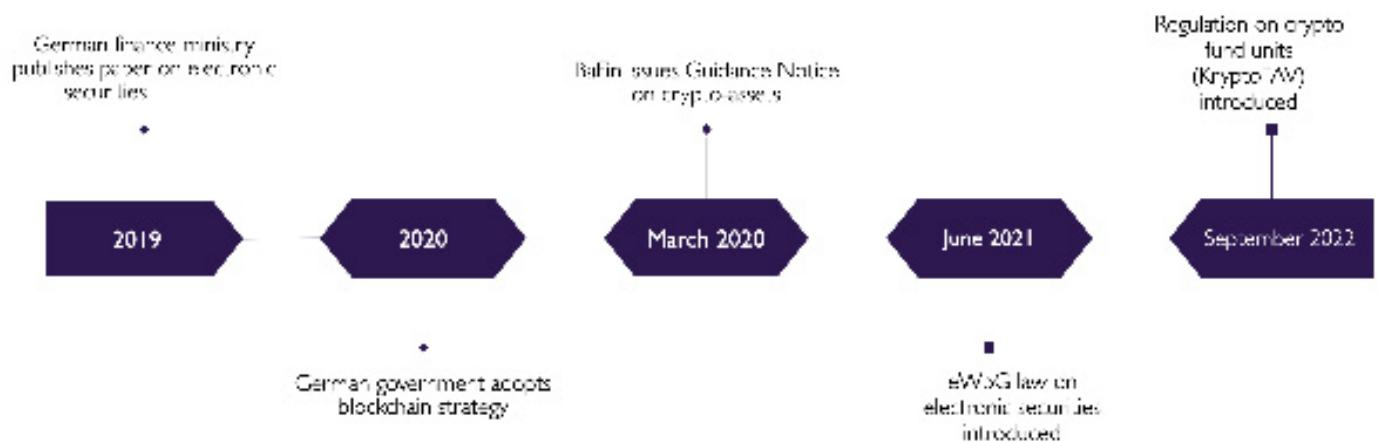 German finance ministry
publishes paper on electronic
securities
BaFin issues Guidance Notice
on crypto-assets
Regulation on crypto
fund units
(KryptoFAV)
introduced
2019
2020
March 2020
June 2021
September 2022
German government adopts
blockchain strategy
eWpG law on
electronic securities
introduced